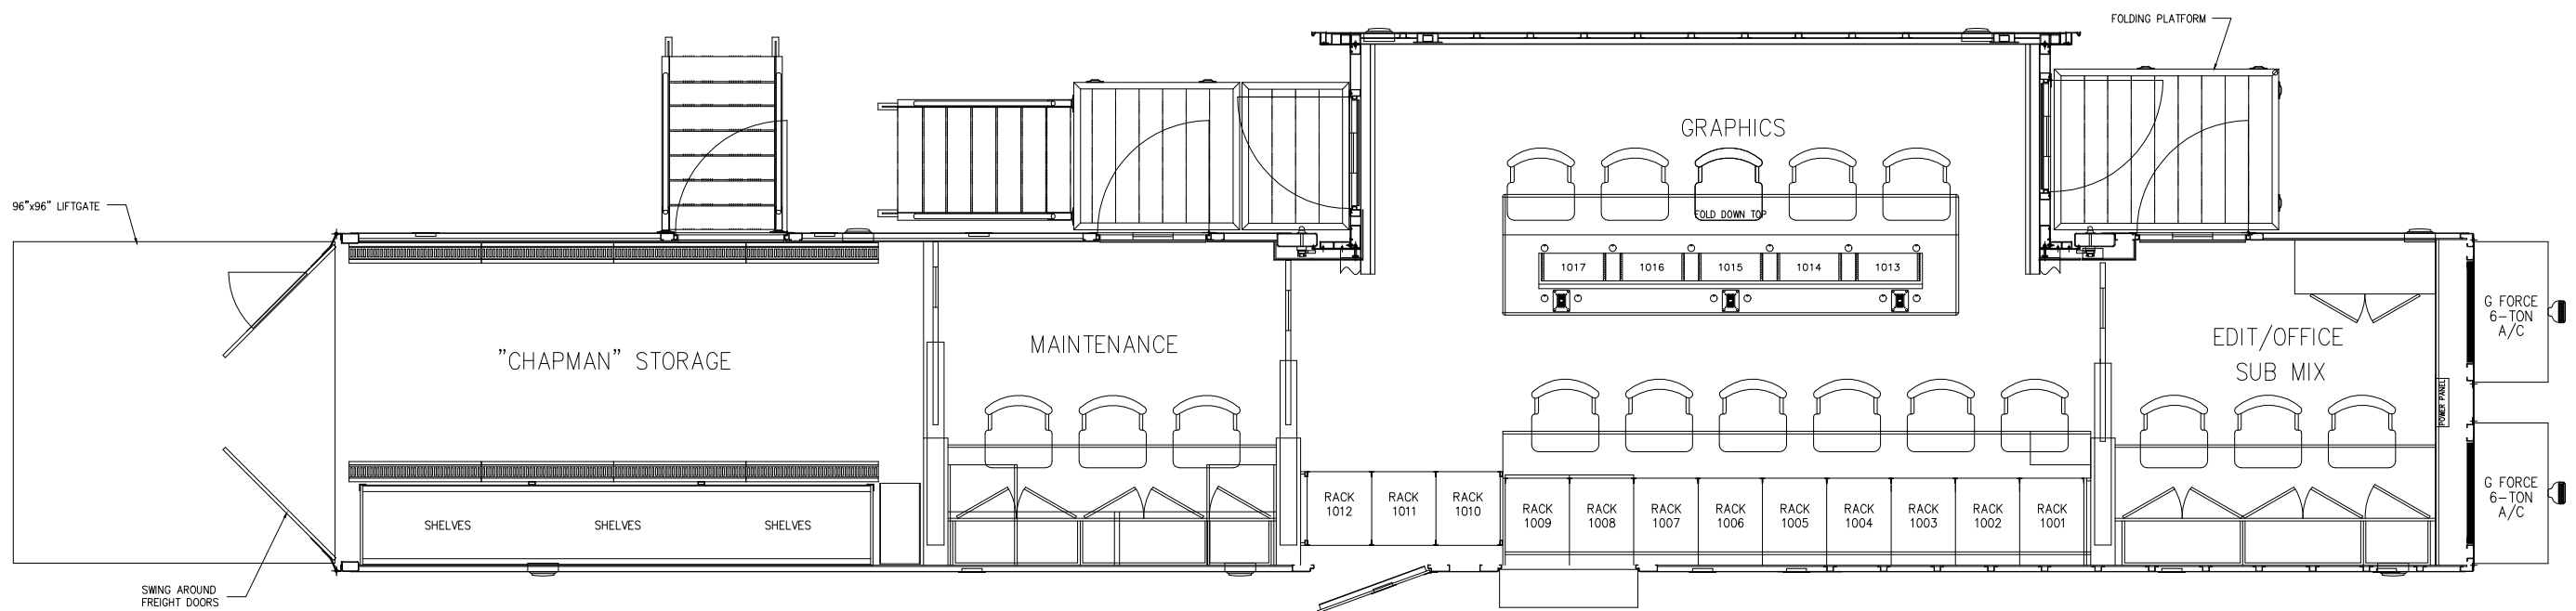 FOLDING PLATFORM
GRAPHICS
96"x96" LIFTGATE
FOLD DOWN TOP
1017
1016
1015
1014
1013
"CHAPMAN" STORAGE
MAINTENANCE
EDIT/OFFICE
SUB MIX
POWER PANEL
G FORCE
6-TON
A/C
G FORCE
6-TON
A/C
SHELVES
SHELVES
SHELVES
RACK
1012
RACK
1011
RACK
1010
RACK
1009
RACK
1008
RACK
1007
RACK
1006
RACK
1005
RACK
1004
RACK
1003
RACK
1002
RACK
1001
SWING AROUND
FREIGHT DOORS